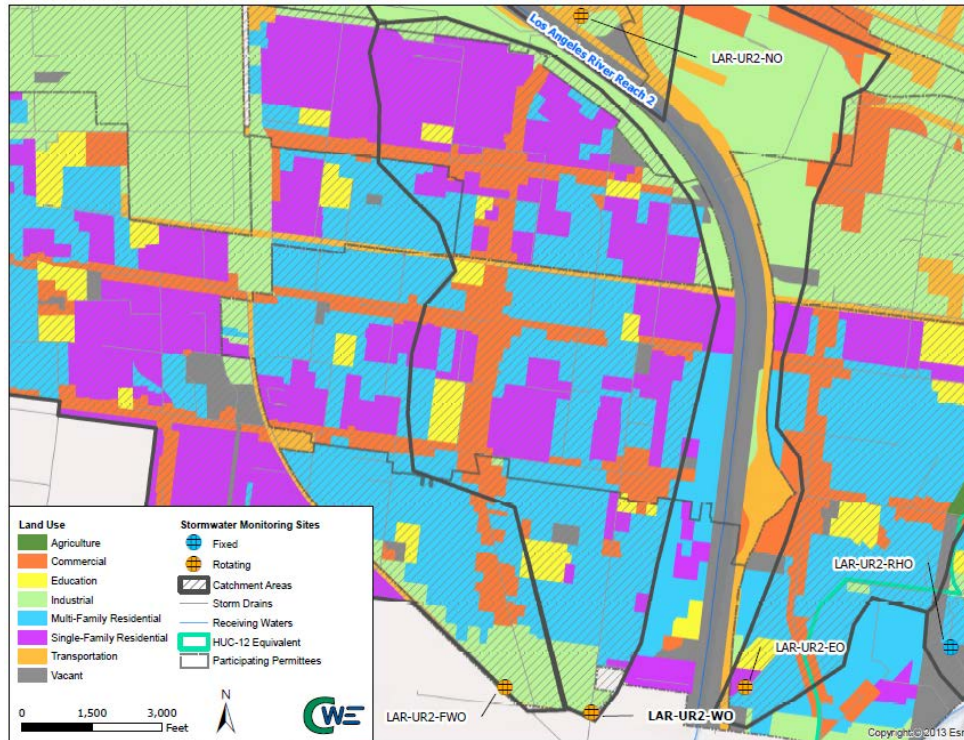 LAR-UR2-NO
Los Angeles River Reach 2
LAR-UR2-RHO
LAR-UR2-EO
LAR-UR2-FWO
LAR-UR2-WO
Land Use
Agriculture
Commercial
Education
Industrial
Multi-Family Residential
Single-Family Residential
Transportation
Vacant
Stormwater Monitoring Sites
Fixed
Rotating
Catchment Areas
Storm Drains
Receiving Waters
HUC-12 Equivalent
Participating Permittees
0 1,500 3,000
Feet
N
CWE
Copyright:© 2013 Esr